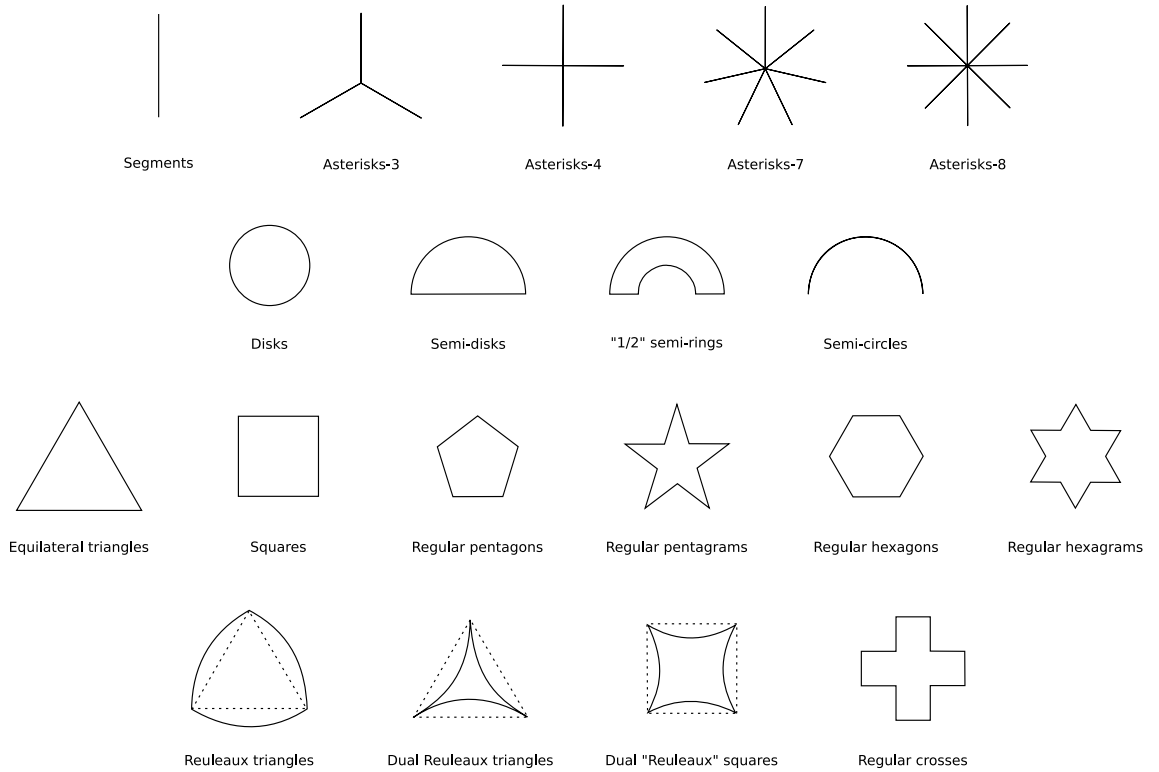 Segments
Asterisks-3
Asterisks-4
Asterisks-7
Asterisks-8
Disks
Semi-disks
"1/2" semi-rings
Semi-circles
Equilateral triangles
Squares
Regular pentagons
Regular pentagrams
Regular hexagons
Regular hexagrams
Reuleaux triangles
Dual Reuleaux triangles
Dual "Reuleaux" squares
Regular crosses